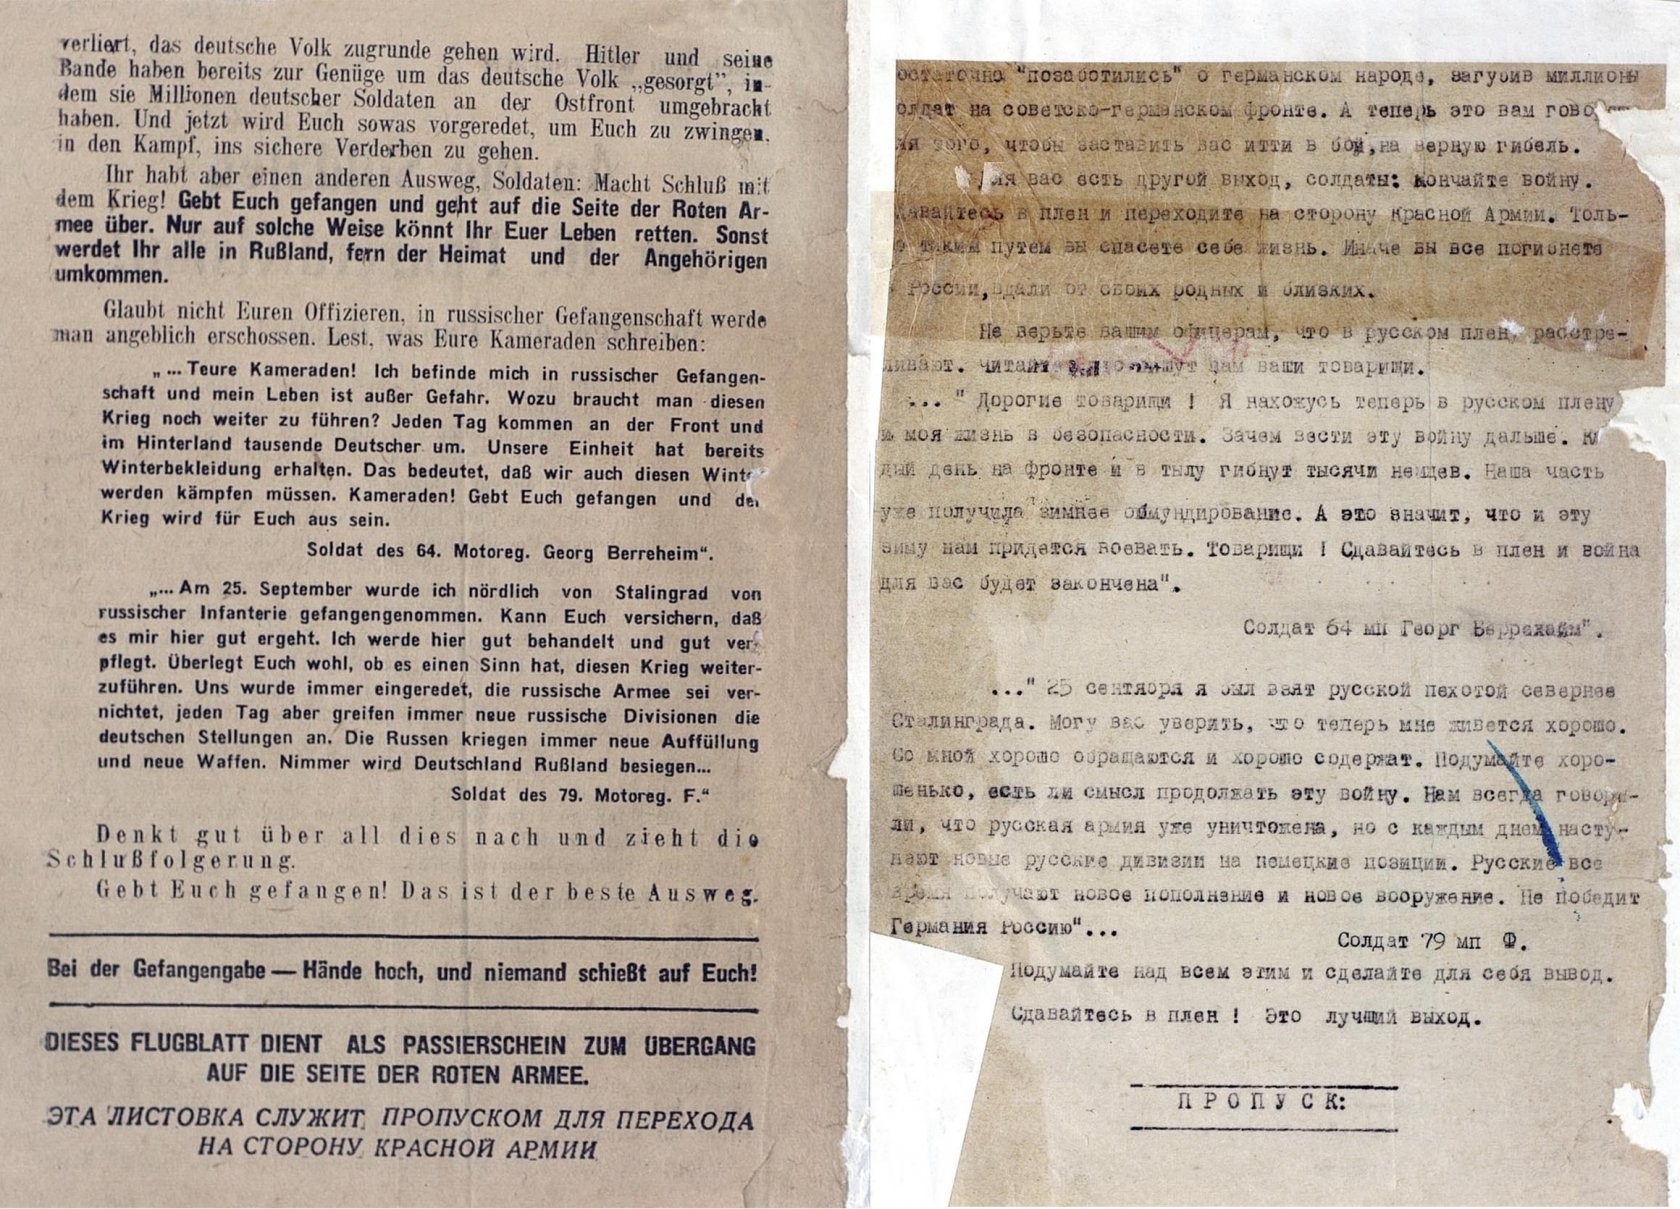 verliert, das deutsche Volk zugrunde gehen wird. Hitler und seine
Bande haben bereits zur Genüge um das deutsche Volk „gesorgt”, in-
dem sie Millionen deutscher Soldaten an der Ostfront umgebracht
haben. Und jetzt wird Euch sowas vorgeredet, um Euch zu zwingen,
in den Kampf, ins sichere Verderben zu gehen.
Ihr habt aber einen anderen Ausweg, Soldaten: Macht Schluß mit
dem Krieg! Gebt Euch gefangen und geht auf die Seite der Roten Ar-
mee über. Nur auf solche Weise könnt Ihr Euer Leben retten. Sonst
werdet Ihr alle in Rußland, fern der Heimat und der Angehörigen
umkommen.
Glaubt nicht Euren Offizieren, in russischer Gefangenschaft werde
man angeblich erschossen. Lest, was Eure Kameraden schreiben:
„ ... Teure Kameraden! Ich befinde mich in russischer Gefangen-
schaft und mein Leben ist außer Gefahr. Wozu braucht man diesen
Krieg noch weiter zu führen? Jeden Tag kommen an der Front und
im Hinterland tausende Deutscher um. Unsere Einheit hat bereits
Winterbekleidung erhalten. Das bedeutet, daß wir auch diesen Winte
werden kämpfen müssen. Kameraden! Gebt Euch gefangen und der
Krieg wird für Euch aus sein.
Soldat des 64. Motoreg. Georg Berreheim“.
„... Am 25. September wurde ich nördlich von Stalingrad von
russischer Infanterie gefangengenommen. Kann Euch versichern, daß
es mir hier gut ergeht. Ich werde hier gut behandelt und gut ver-
pflegt. Überlegt Euch wohl, ob es einen Sinn hat, diesen Krieg weiter-
zuführen. Uns wurde immer eingeredet, die russische Armee sei ver-
nichtet, jeden Tag aber greifen immer neue russische Divisionen die
deutschen Stellungen an. Die Russen kriegen immer neue Auffüllung
und neue Waffen. Nimmer wird Deutschland Rußland besiegen...
Soldat des 79. Motoreg. F.“
Denkt gut über all dies nach und zieht die
Schlußfolgerung.
Gebt Euch gefangen! Das ist der beste Ausweg.
Bei der Gefangengabe — Hände hoch, und niemand schießt auf Euch!
DIESES FLUGBLATT DIENT ALS PASSIERSCHEIN ZUM ÜBERGANG
AUF DIE SEITE DER ROTEN ARMEE.
ЭТА ЛИСТОВКА СЛУЖИТ ПРОПУСКОМ ДЛЯ ПЕРЕХОДА
НА СТОРОНУ КРАСНОЙ АРМИИ
остаточно "позаботились" о германском народе, загубив миллионы
олдат на советско-германском фронте. А теперь это вам гово
ля того, чтобы заставить вас итти в бой,на верную гибель.
ля вас есть другой выход, солдаты: Кончайте войну.
давайтесь в плен и переходите на сторону Красной Армии. Толь-
о таким путем вы спасете себе жизнь. Иначе вы все погибнете
России,вдали от своих родных и близких.
Не верьте вашим офицерам, что в русском плену расстре-
ливают. Читайте пишут вам ваши товарищи.
..." Дорогие товарищи ! Я нахожусь теперь в русском плену
и моя жизнь в безопасности. Зачем вести эту войну дальше. К
дый день на фронте и в тылу гибнут тысячи немцев. Наша часть
уже получила зимнее обмундирование. А это значит, что и эту
зиму нам придется воевать. Товарищи ! Сдавайтесь в плен и война
для вас будет закончена".
Солдат 64 мп Георг Беррехайм".
..." 25 сентября я был взят русской пехотой севернее
Сталинграда. Могу вас уверить, что теперь мне живется хорошо.
Со мной хорошо обращаются и хорошо содержат. Подумайте хоро-
шенько, есть ли смысл продолжать эту войну. Нам всегда говори-
ли, что русская армия уже уничтожена, но с каждым днем насту-
пают новые русские дивизии на немецкие позиции. Русские все
время получают новое пополнение и новое вооружение. Не победит
Германия Россию"...
Солдат 79 мп Ф.
Подумайте над всем этим и сделайте для себя вывод.
Сдавайтесь в плен ! Это лучший выход.
ПРОПУСК: